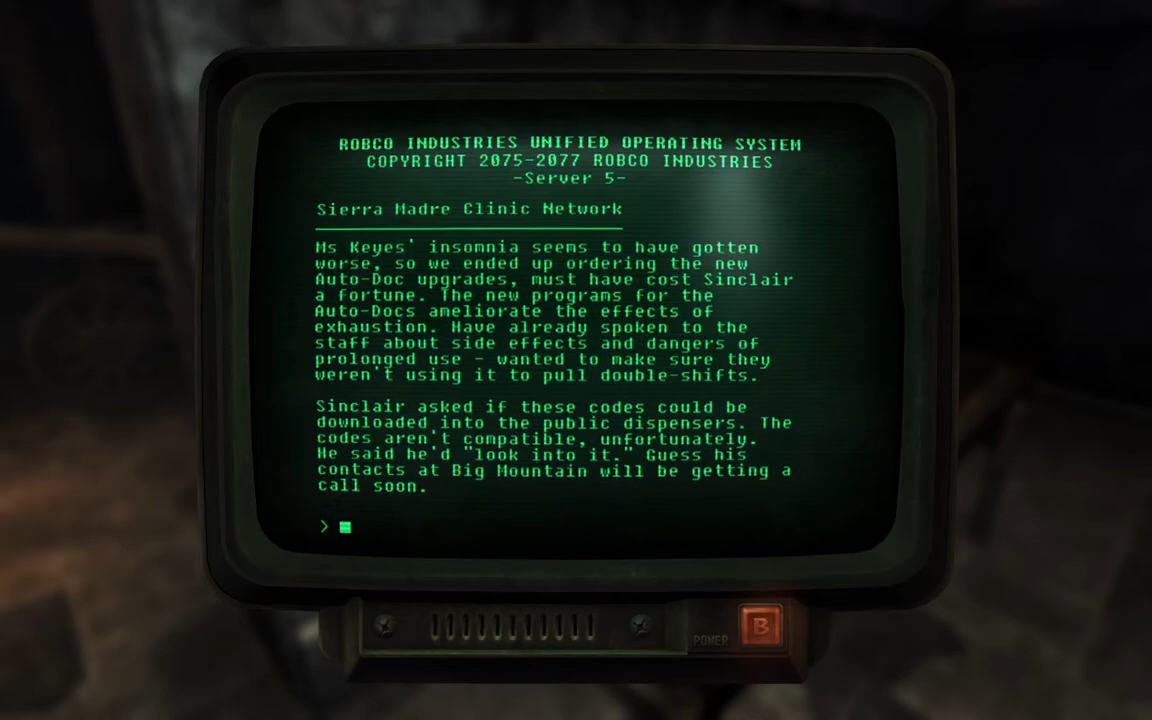 ROBCO INDUSTRIES UNIFIED OPERATING SYSTEM
COPYRIGHT 2075-2077 ROBCO INDUSTRIES
-Server 5-
Sierra Madre Clinic Network
Ms Keyes' insomnia seems to have gotten
worse, so we ended up ordering the new
Auto-Doc upgrades, must have cost Sinclair
a fortune. The new programs for the
Auto-Docs ameliorate the effects of
exhaustion. Have already spoken to the
staff about side effects and dangers of
prolonged use - wanted to make sure they
weren't using it to pull double-shifts.
Sinclair asked if these codes could be
downloaded into the public dispensers. The
codes aren't compatible, unfortunately.
He said he'd "look into it." Guess his
contacts at Big Mountain will be getting a
call soon.
>
POWER B